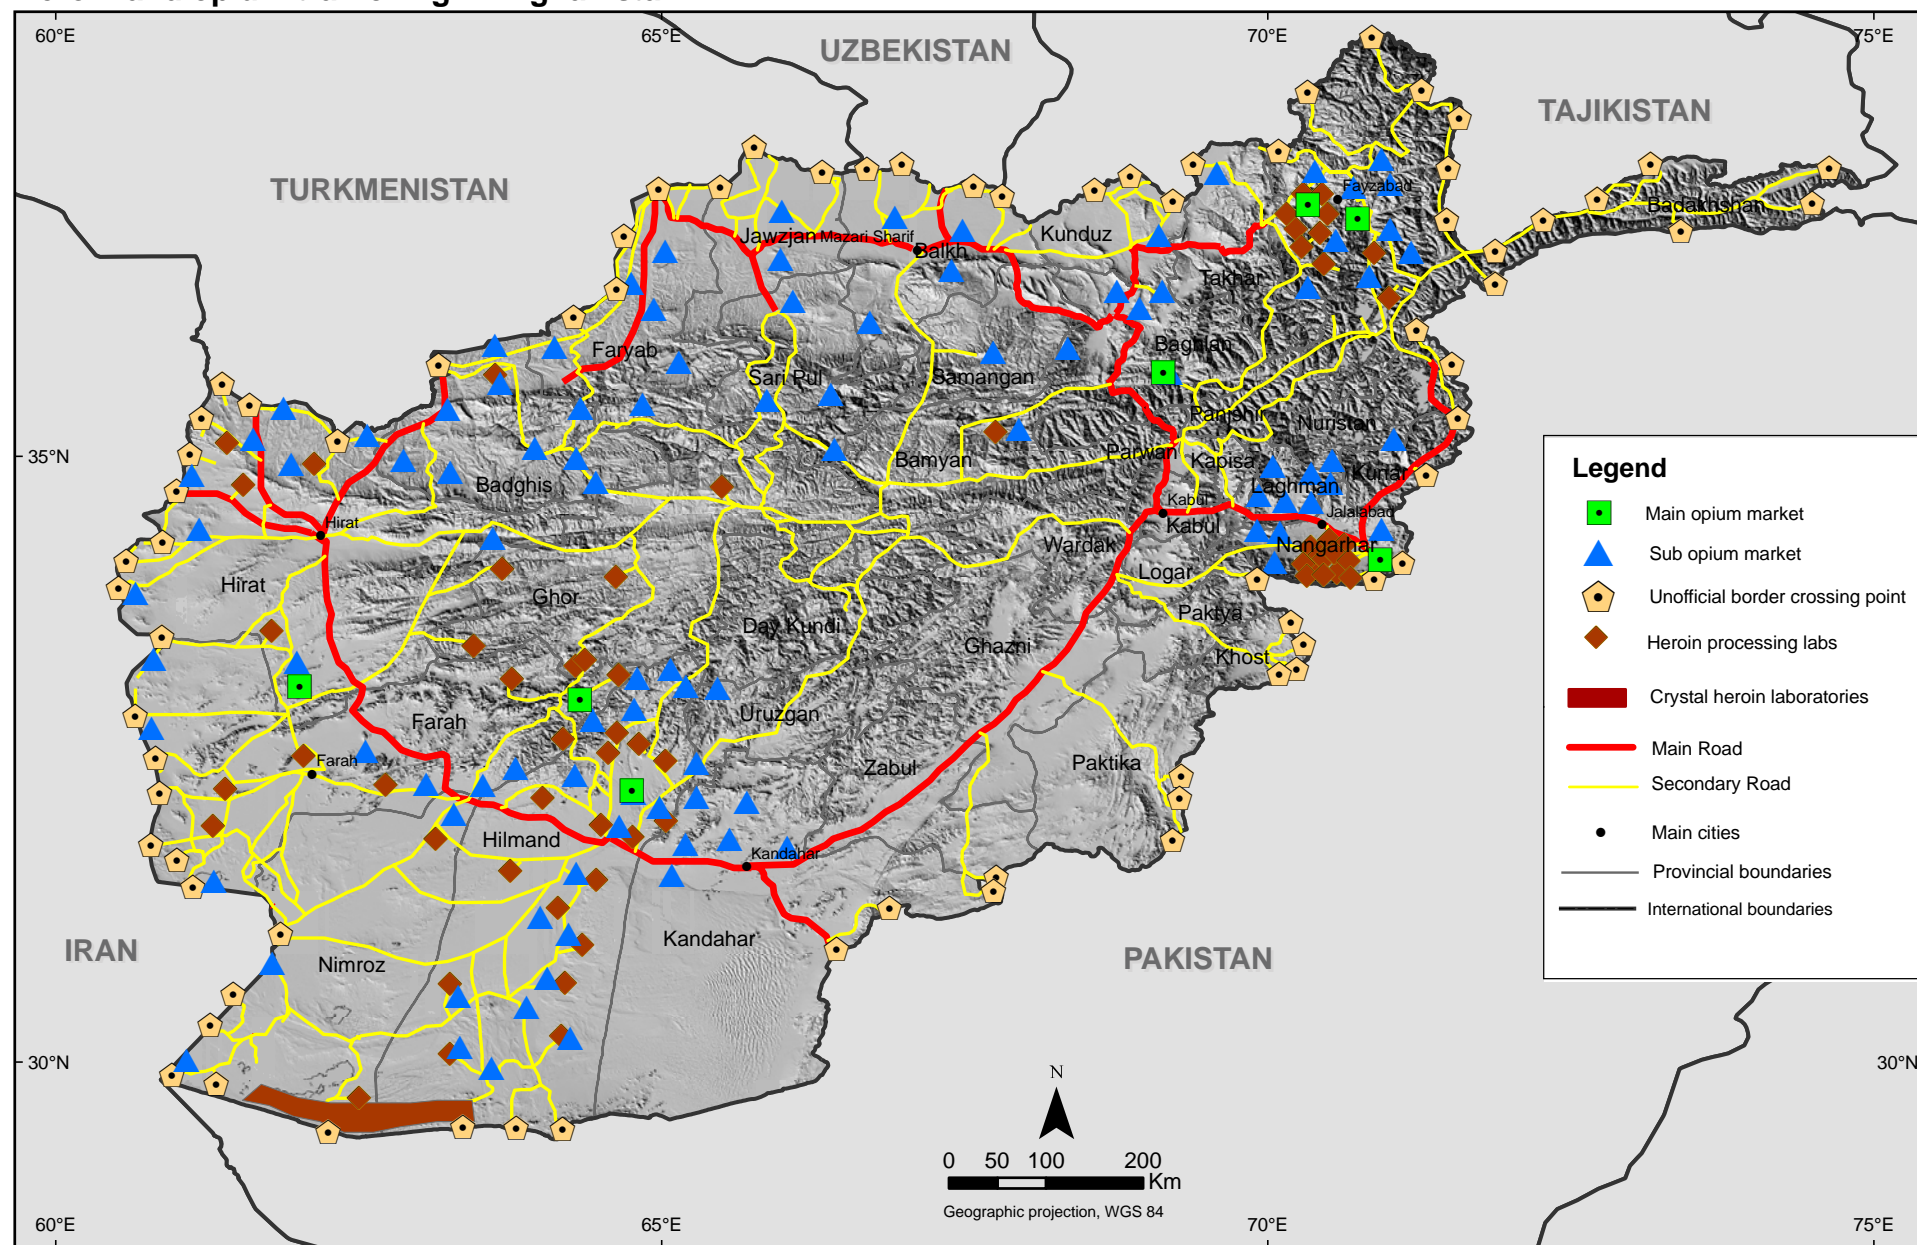 60°E
65°E
70°E
75°E
UZBEKISTAN
TAJIKISTAN
TURKMENISTAN
Fayzabad
Badakhshan
Jawzjan
Mazari Sharif
Kunduz
Balkh
Takhar
Faryab
Baghlan
Sari Pul
Samangan
Panjshir
Nuristan
35°N
Bamyan
Parwan
Kapisa
Kunar
Badghis
Laghman
Kabul
Jalalabad
Hirat
Kabul
Wardak
Nangarhar
Hirat
Ghor
Logar
Paktya
Day Kundi
Ghazni
Khost
Farah
Uruzgan
Farah
Zabul
Paktika
Hilmand
Kandahar
IRAN
Nimroz
Kandahar
PAKISTAN
Legend
Main opium market
Sub opium market
Unofficial border crossing point
Heroin processing labs
Crystal heroin laboratories
Main Road
Secondary Road
Main cities
Provincial boundaries
International boundaries
30°N
30°N
N
0 50 100 200
Km
Geographic projection, WGS 84
60°E
65°E
70°E
75°E